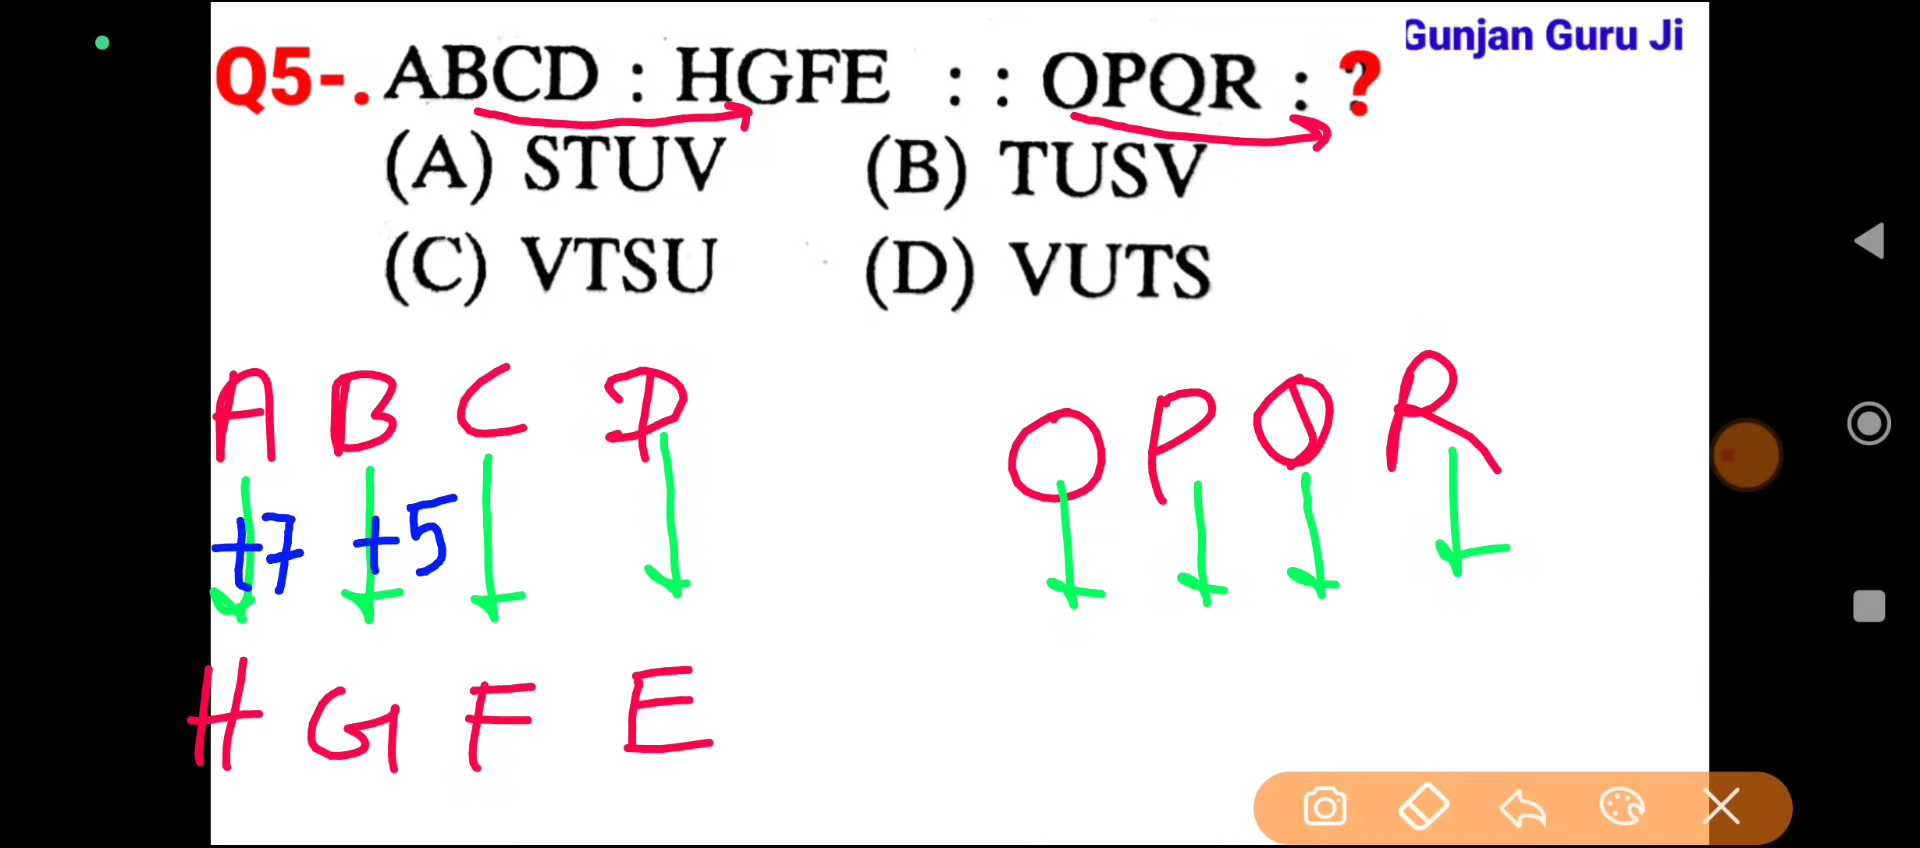 Gunjan Guru Ji
Q5-. ABCD : HGFE : : OPQR : ?
(A) STUV (B) TUSV
(C) VTSU (D) VUTS
A B C D O P Q R
+7 +5
H G F E